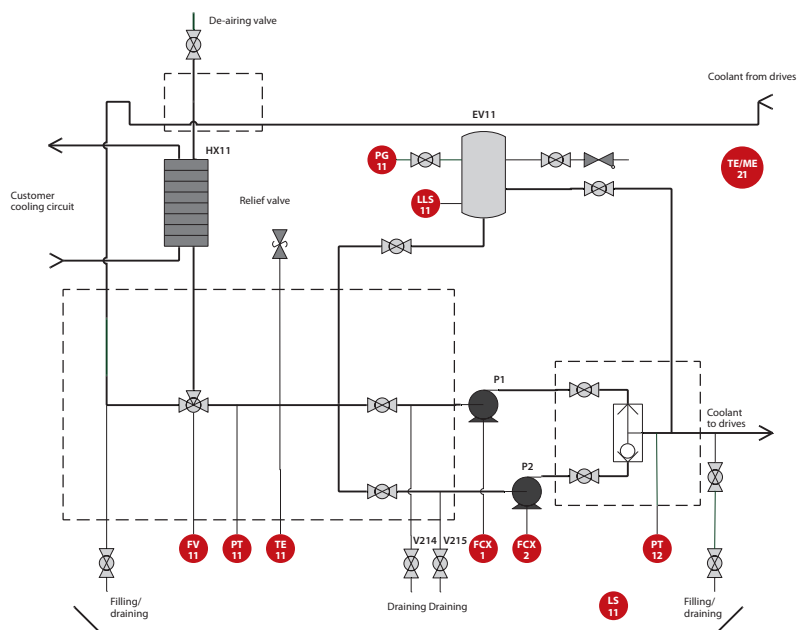 De-airing valve
Coolant from drives
EV11
HX11
PG
11
TE/ME
21
Customer
cooling circuit
Relief valve
LLS
11
P1
Coolant
to drives
P2
FV
11
PT
11
TE
11
V214
V215
FCX
1
FCX
2
PT
12
Filling/
draining
Draining
Draining
LS
11
Filling/
draining